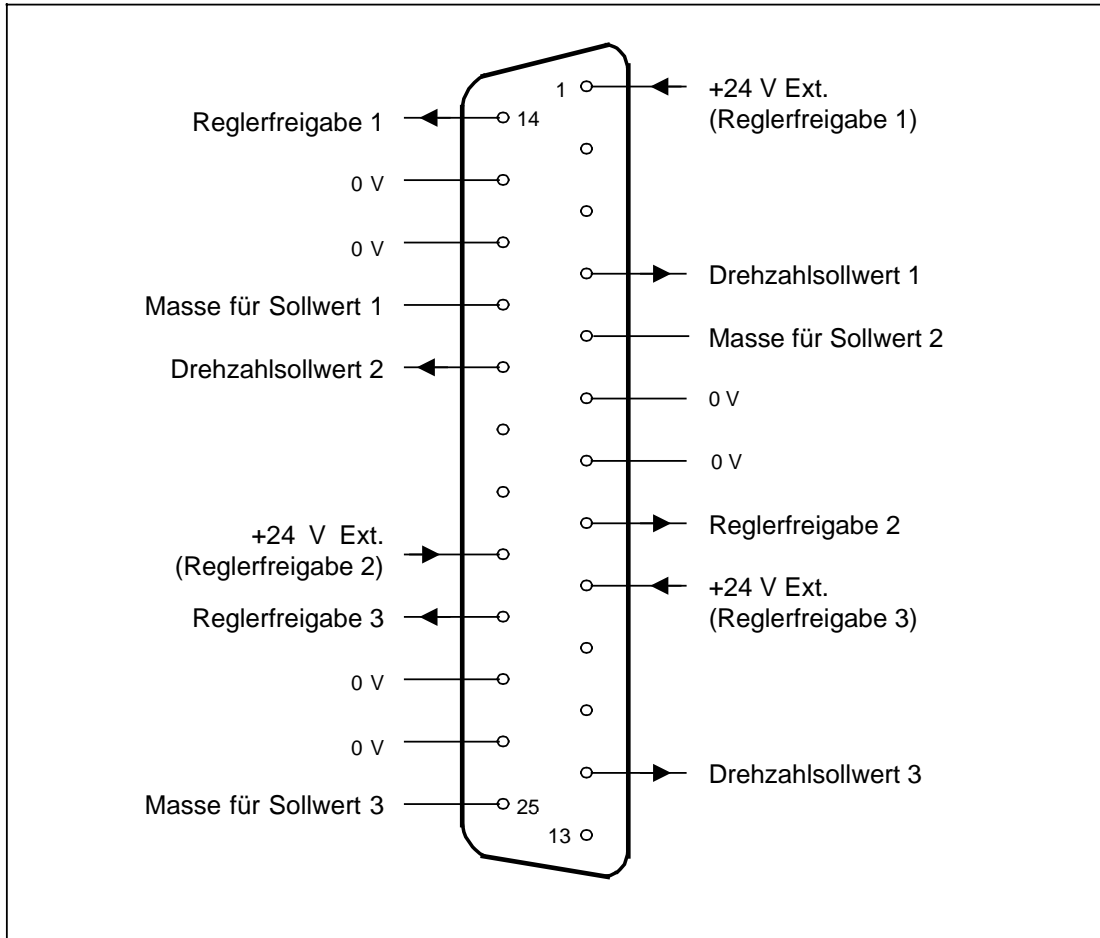 1
+24 V Ext.
(Reglerfreigabe 1)
Reglerfreigabe 1
14
0 V
0 V
Drehzahlsollwert 1
Masse für Sollwert 1
Masse für Sollwert 2
Drehzahlsollwert 2
0 V
0 V
Reglerfreigabe 2
+24 V Ext.
(Reglerfreigabe 2)
+24 V Ext.
(Reglerfreigabe 3)
Reglerfreigabe 3
0 V
0 V
Drehzahlsollwert 3
Masse für Sollwert 3
25
13